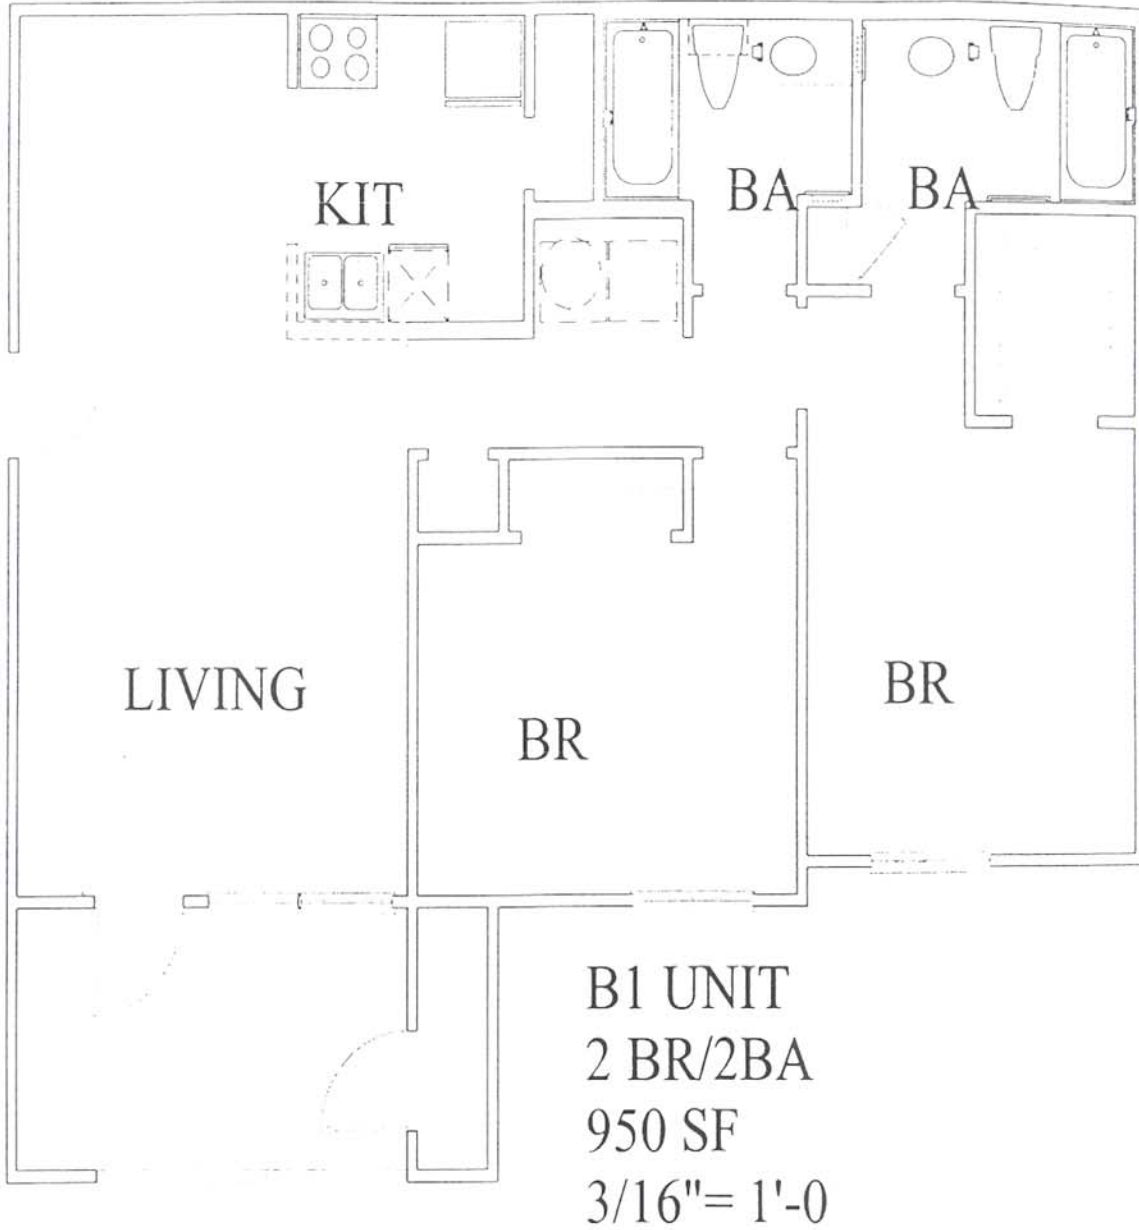 KIT
BA
BA
LIVING
BR
BR
B1 UNIT
2 BR/2BA
950 SF
3/16"= 1'-0